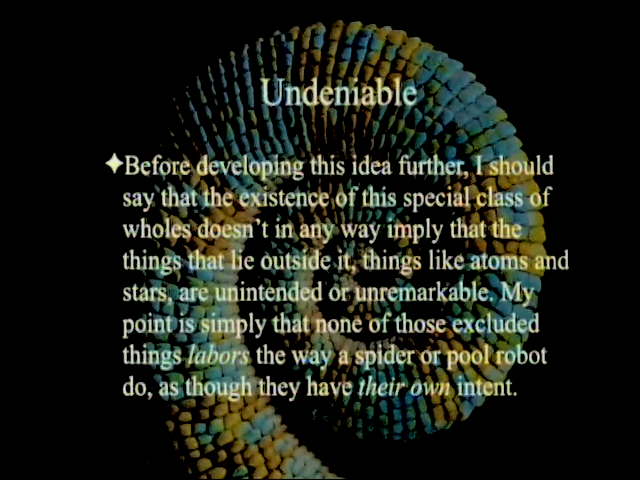 Undeniable
✦Before developing this idea further, I should
say that the existence of this special class of
wholes doesn't in any way imply that the
things that lie outside it, things like atoms and
stars, are unintended or unremarkable. My
point is simply that none of those excluded
things labors the way a spider or pool robot
do, as though they have their own intent.